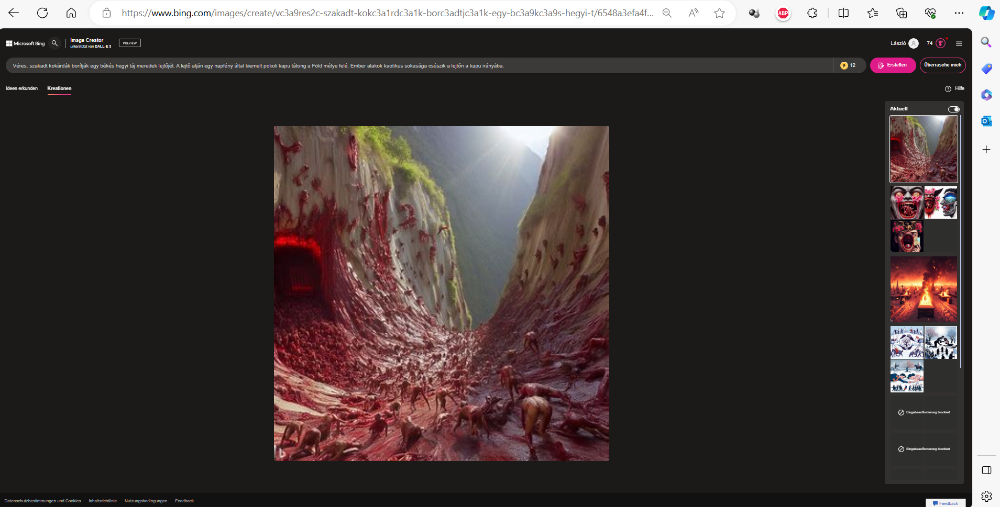 https://www.bing.com/images/create/vc3a9res2c-szakadt-kokc3a1rdc3a1k-borc3adtjc3a1k-egy-bc3a9kc3a9s-hegyi-t/6548a3efa4f...
ABP
Microsoft Bing
Image Creator
unterstützt von DALL-E 3
PREVIEW
László
74
Véres, szakadt kokárdák borítják egy békés hegyi táj meredek lejtőjét. A lejtő alján egy napfény által kiemelt pokoli kapu tátong a Föld mélye felé. Ember alakok kaotikus sokasága csúszik a lejtőn a kapu irányába.
12
Erstellen
Überrasche mich
Ideen erkunden
Kreationen
Hilfe
Aktuell
Eingabeaufforderung blockiert
Eingabeaufforderung blockiert
Datenschutzbestimmungen und Cookies
Inhaltsrichtlinie
Nutzungsbedingungen
Feedback
Feedback